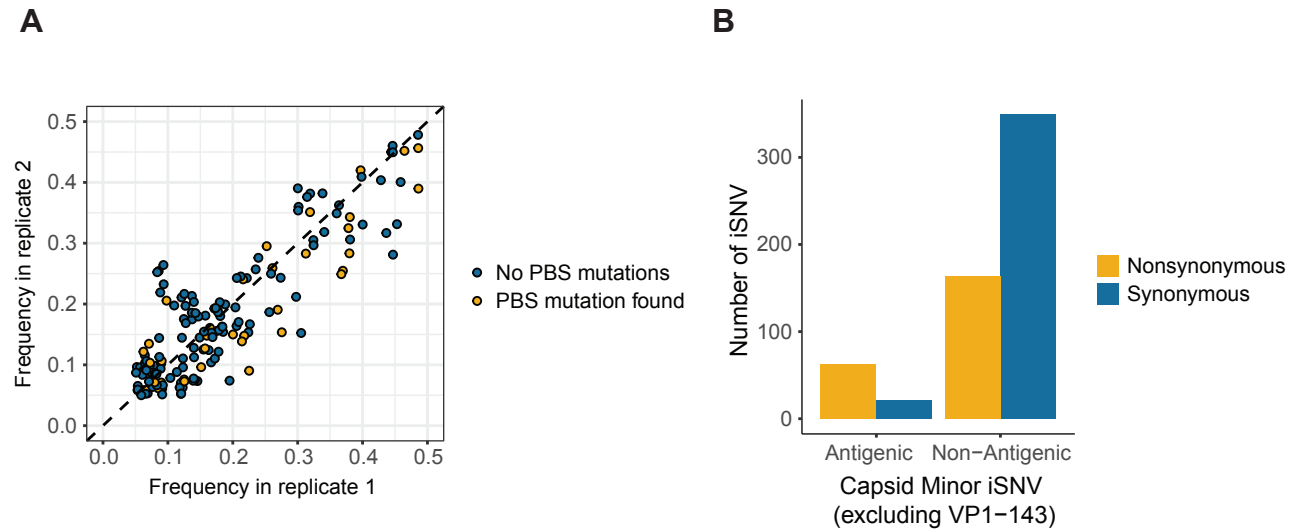 A
Frequency in replicate 2
0.5
0.4
0.3
0.2
0.1
0.0
0.0 0.1 0.2 0.3 0.4 0.5
Frequency in replicate 1
No PBS mutations
PBS mutation found
B
Number of iSNV
300
200
100
0
Antigenic Non−Antigenic
Capsid Minor iSNV
(excluding VP1−143)
Nonsynonymous
Synonymous